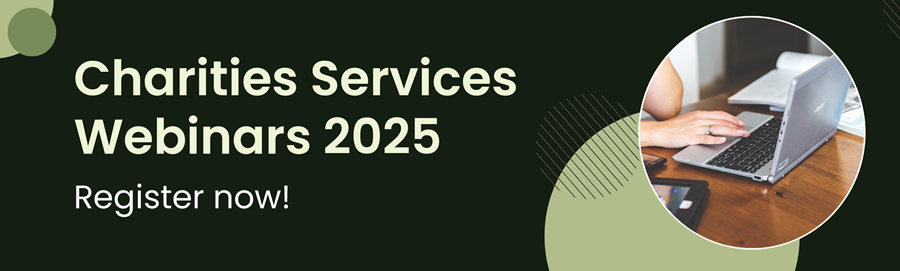 Charities Services
Webinars 2025
Register now!